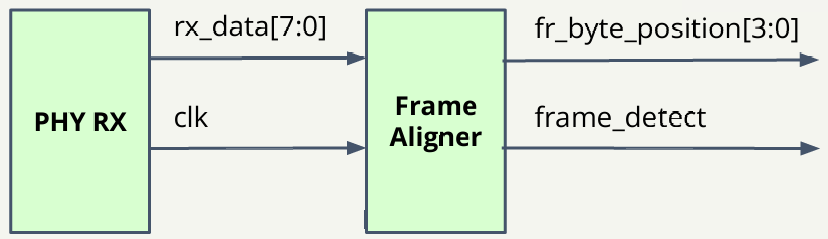 rx_data[7:0]
fr_byte_position[3:0]
PHY RX
clk
Frame
Aligner
frame_detect